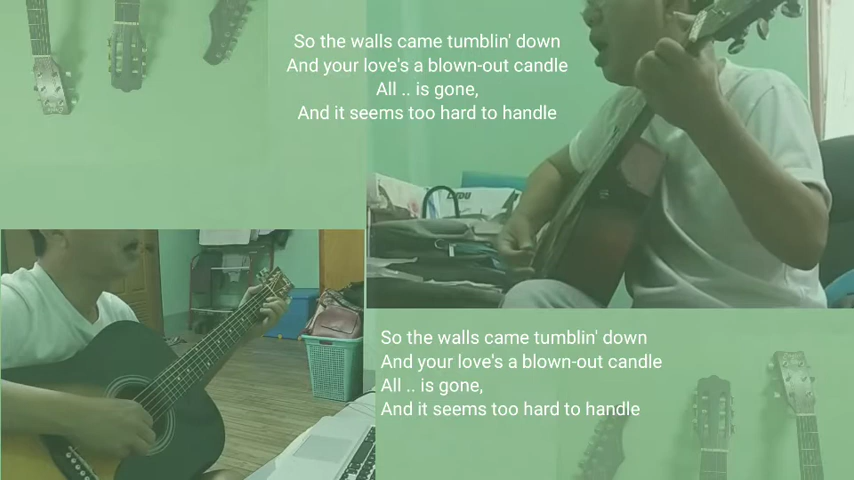 So the walls came tumblin' down
And your love's a blown-out candle
All .. is gone,
And it seems too hard to handle
So the walls came tumblin' down
And your love's a blown-out candle
All .. is gone,
And it seems too hard to handle